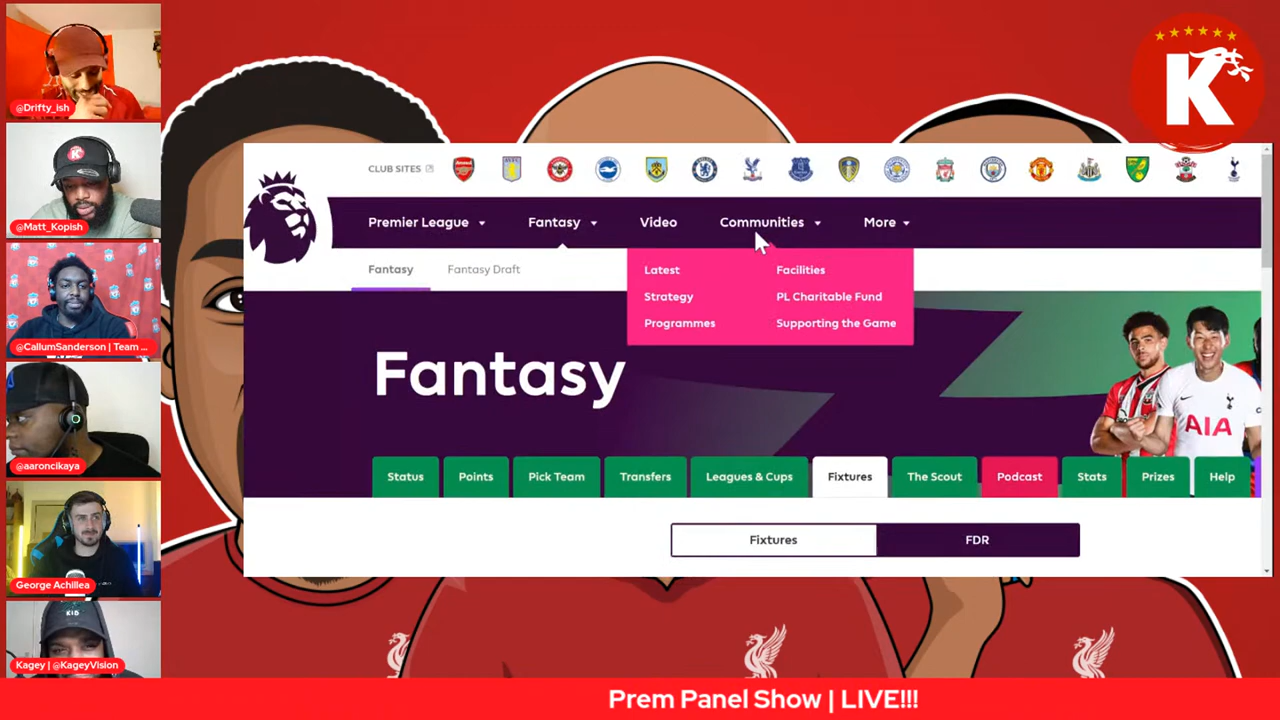 @Drifty_ish
@Matt_Kopish
@CallumSanderson | Team ...
@aaroncikaya
George Achillea
KID
Kagey | @KageyVision
K
CLUB SITES
Premier League
Fantasy
Video
Communities
More
Fantasy
Fantasy Draft
Latest
Facilities
Strategy
PL Charitable Fund
Programmes
Supporting the Game
Fantasy
AIA
Status
Points
Pick Team
Transfers
Leagues & Cups
Fixtures
The Scout
Podcast
Stats
Prizes
Help
Fixtures
FDR
Prem Panel Show | LIVE!!!